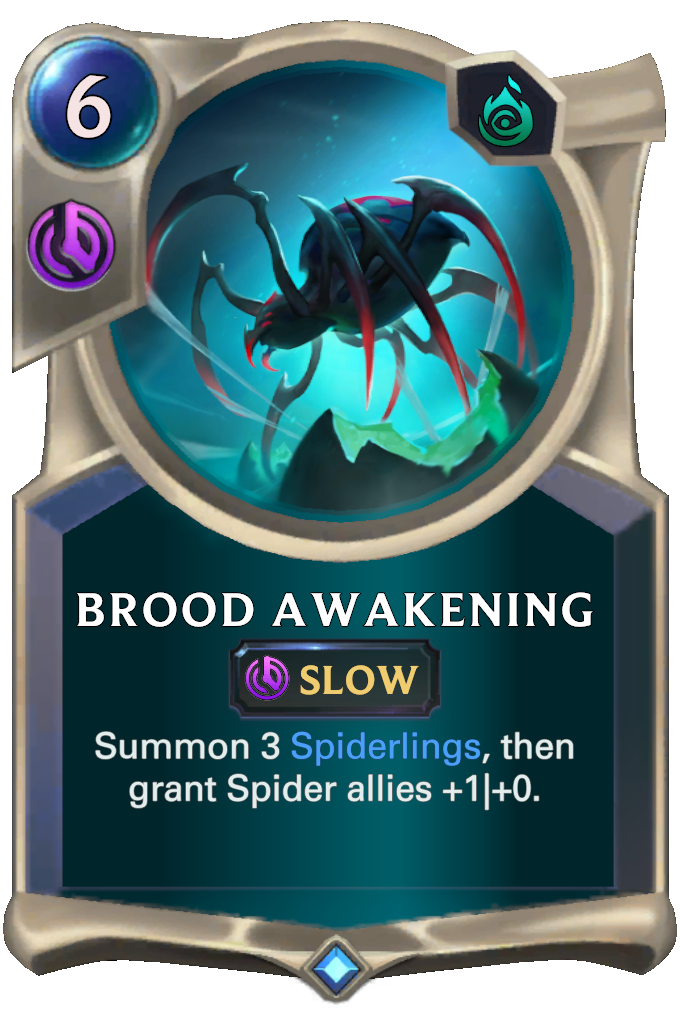 6
BROOD AWAKENING
SLOW
Summon 3 Spiderlings, then
grant Spider allies +1|+0.